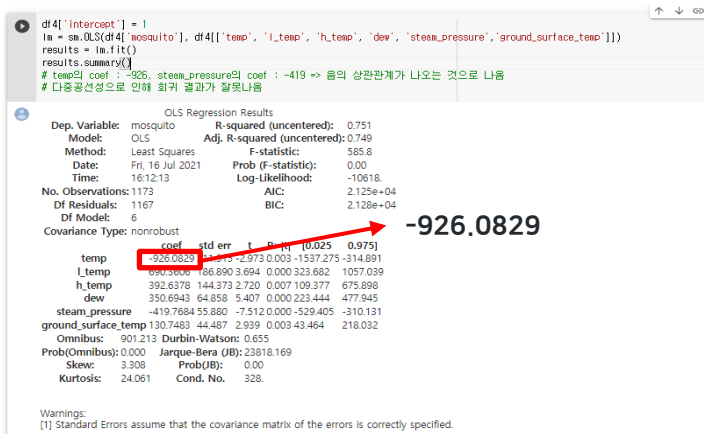 df4['intercept'] = 1
lm = sm.OLS(df4['mosquito'], df4[['temp', 'l_temp', 'h_temp', 'dew', 'steam_pressure','ground_surface_temp']])
results = lm.fit()
results.summary()
# temp의 coef : -926, steam_pressure의 coef : -419 => 음의 상관관계가 나오는 것으로 나옴
# 다중공선성으로 인해 회귀 결과가 잘못나옴
OLS Regression Results
Dep. Variable: mosquito R-squared (uncentered): 0.751
Model: OLS Adj. R-squared (uncentered): 0.749
Method: Least Squares F-statistic: 585.8
Date: Fri, 16 Jul 2021 Prob (F-statistic): 0.00
Time: 16:12:13 Log-Likelihood: -10618.
No. Observations: 1173 AIC: 2.125e+04
Df Residuals: 1167 BIC: 2.128e+04
Df Model: 6
Covariance Type: nonrobust
-926.0829
coef std err t [0.025 0.975]
temp -926.0829 -2.973 0.003 -1537.275 -314.891
l_temp 690.3606 186.890 3.694 0.000 323.682 1057.039
h_temp 392.6378 144.373 2.720 0.007 109.377 675.898
dew 350.6943 64.858 5.407 0.000 223.444 477.945
steam_pressure -419.7684 55.880 -7.512 0.000 -529.405 -310.131
ground_surface_temp 130.7483 44.487 2.939 0.003 43.464 218.032
Omnibus: 901.213 Durbin-Watson: 0.655
Prob(Omnibus): 0.000 Jarque-Bera (JB): 23818.169
Skew: 3.308 Prob(JB): 0.00
Kurtosis: 24.061 Cond. No. 328.
Warnings:
[1] Standard Errors assume that the covariance matrix of the errors is correctly specified.